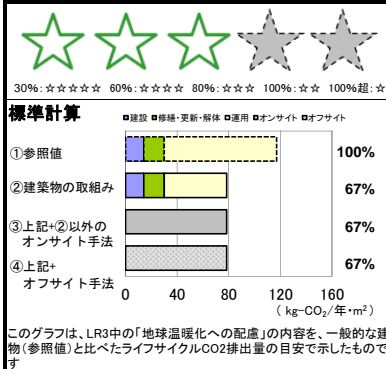 30%: ☆☆☆☆☆ 60%: ☆☆☆☆ 80%: ☆☆☆ 100%: ☆☆ 100%超: ☆
標準計算
■建設 ■修繕・更新・解体 □運用 ■オンサイト ■オフサイト
①参照値 100%
②建築物の取組み 67%
③上記+②以外の
オンサイト手法 67%
④上記+
オフサイト手法 67%
0 40 80 120 160
( kg-CO₂/年・m² )
このグラフは、LR3中の「地球温暖化への配慮」の内容を、一般的な建
物(参照値)と比べたライフサイクルCO2排出量の目安で示したもので
す